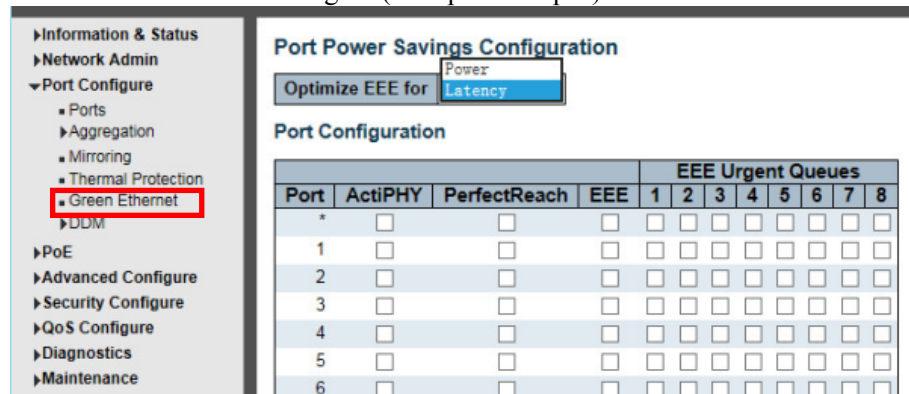 Information & Status
Network Admin
Port Configure
Ports
Aggregation
Mirroring
Thermal Protection
Green Ethernet
DDM
PoE
Advanced Configure
Security Configure
QoS Configure
Diagnostics
Maintenance
Port Power Savings Configuration
Optimize EEE for
Power
Latency
Port Configuration
EEE Urgent Queues
Port ActiPHY PerfectReach EEE 1 2 3 4 5 6 7 8
*
1
2
3
4
5
6